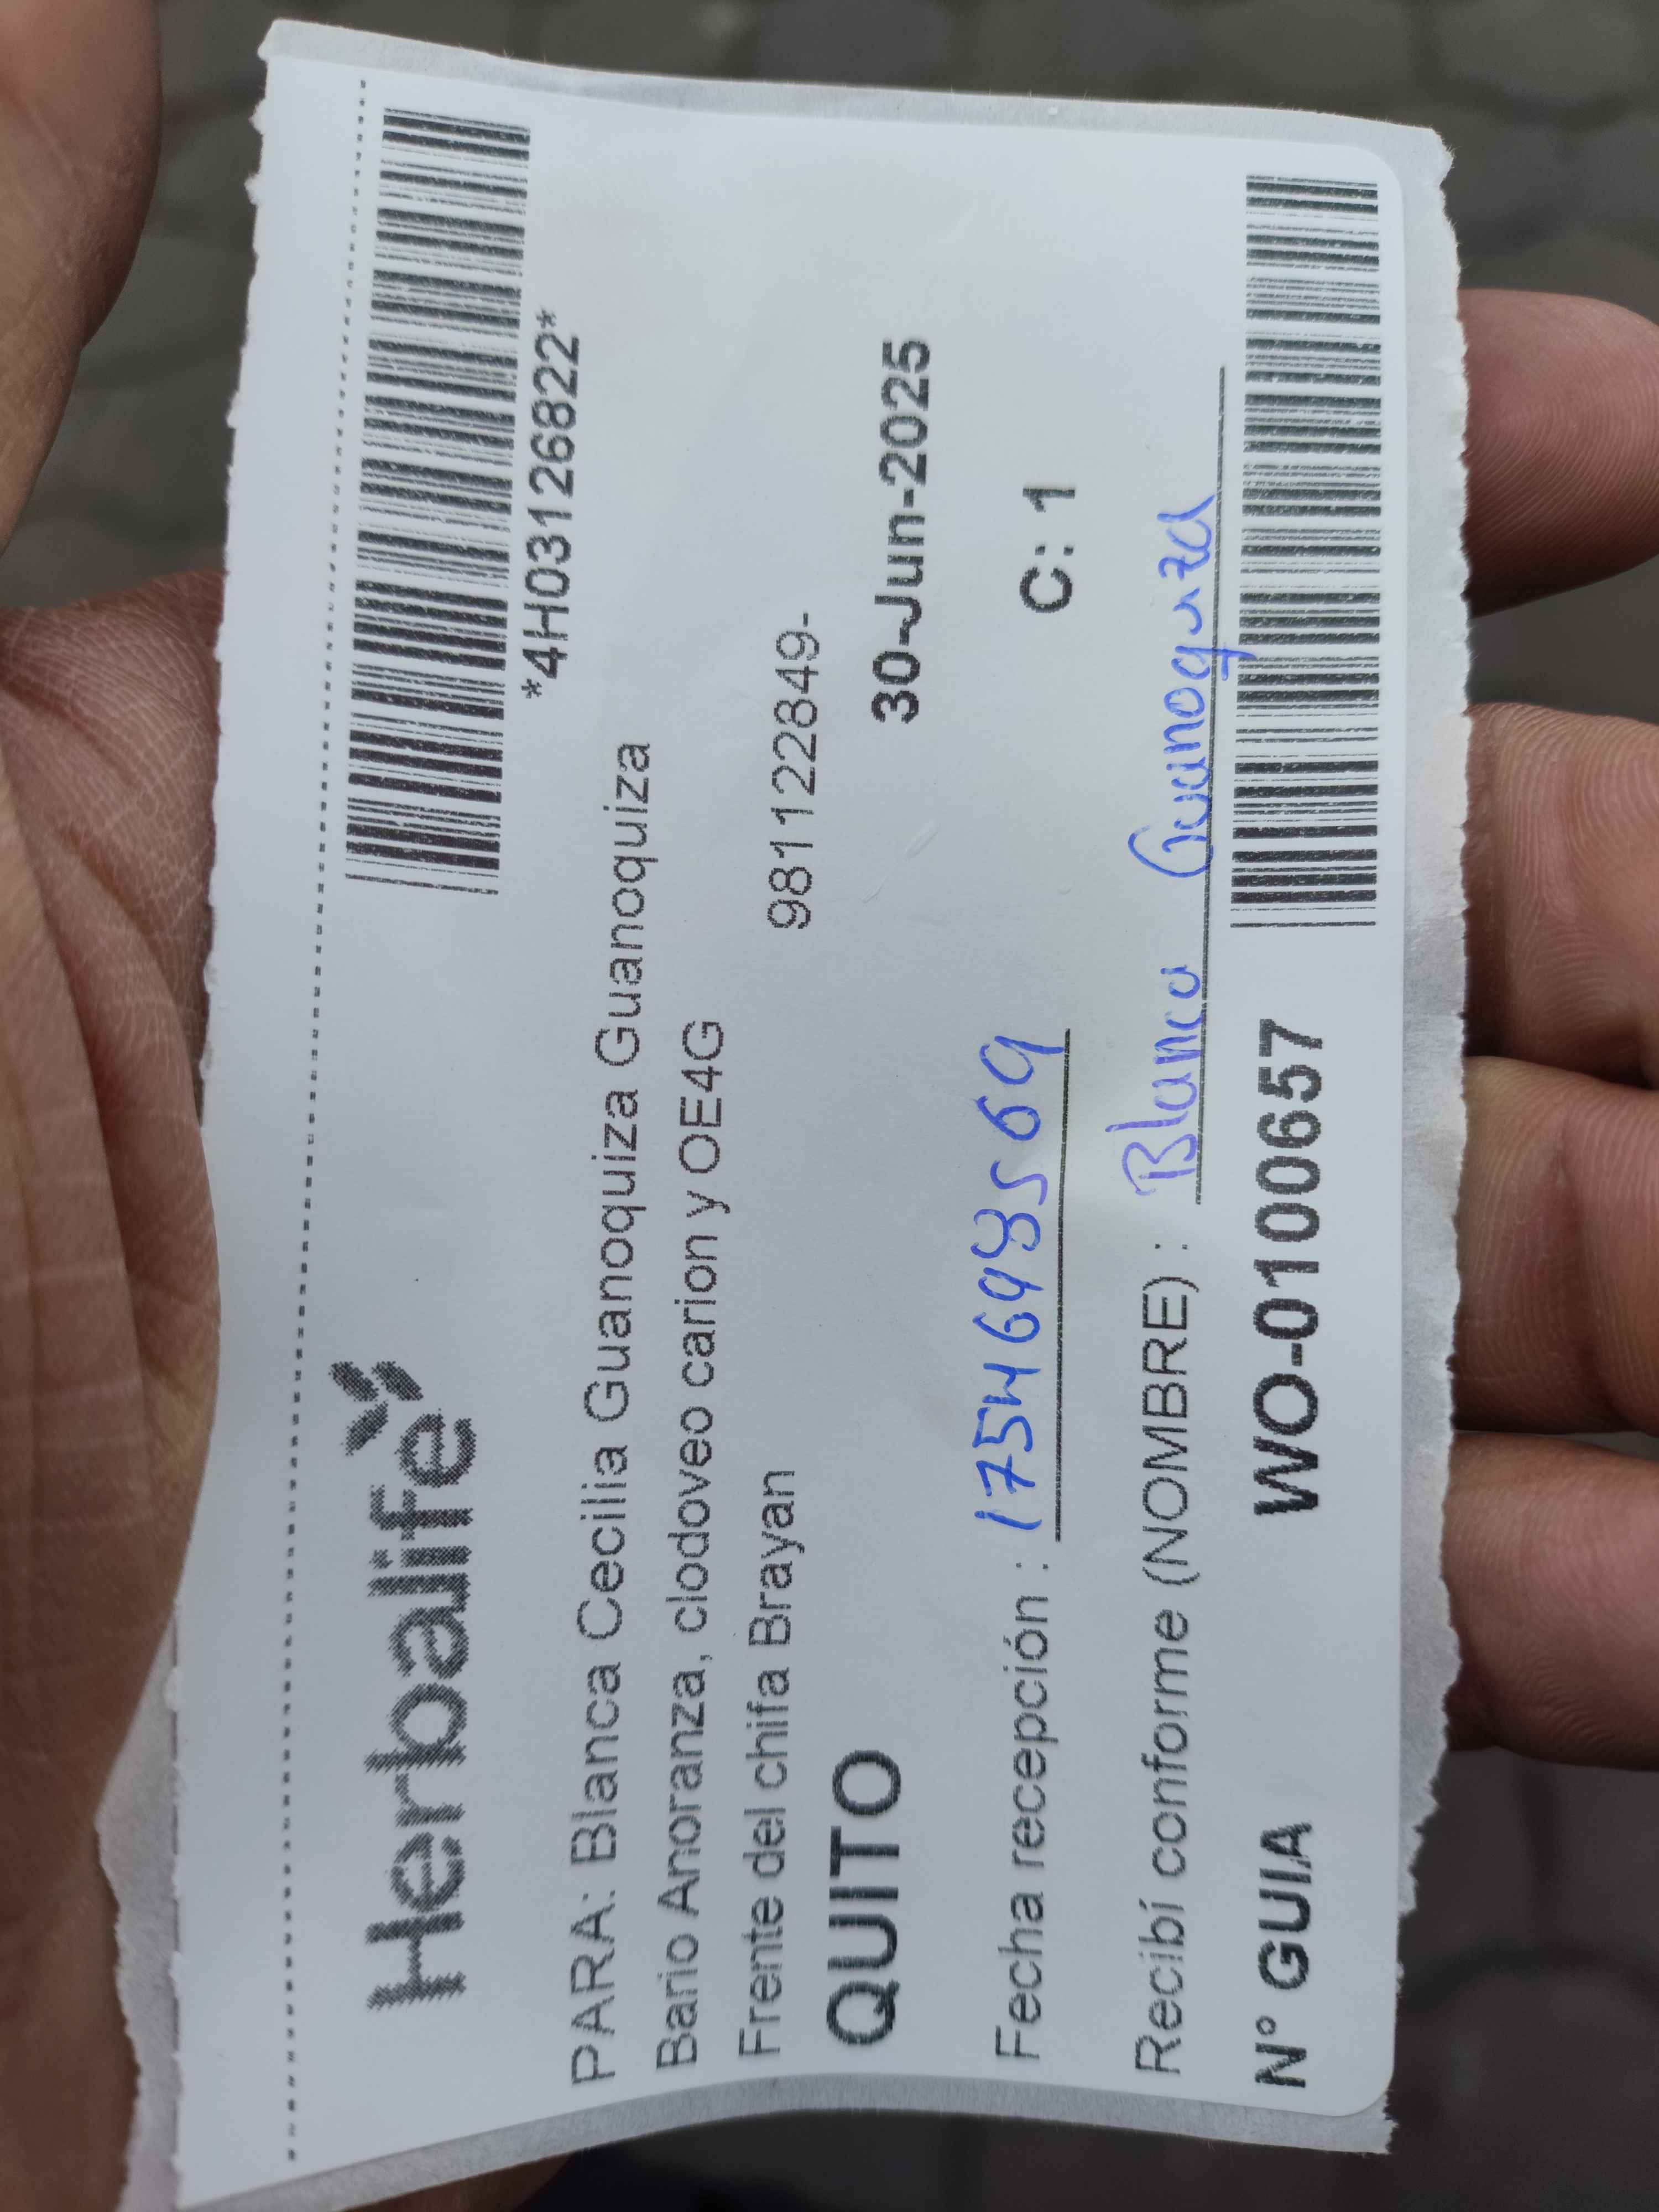 Herbalife
*4H03126822*
PARA: Blanca Cecilia Guanoquiza Guanoquiza
Bario Anoranza, clodoveo carion y OE4G
Frente del chifa Brayan 981122849-
QUITO 30-Jun-2025
Fecha recepción : 1754698569 C: 1
Recibí conforme (NOMBRE) : Blanca Guanoquiza
N° GUIA WO-0100657